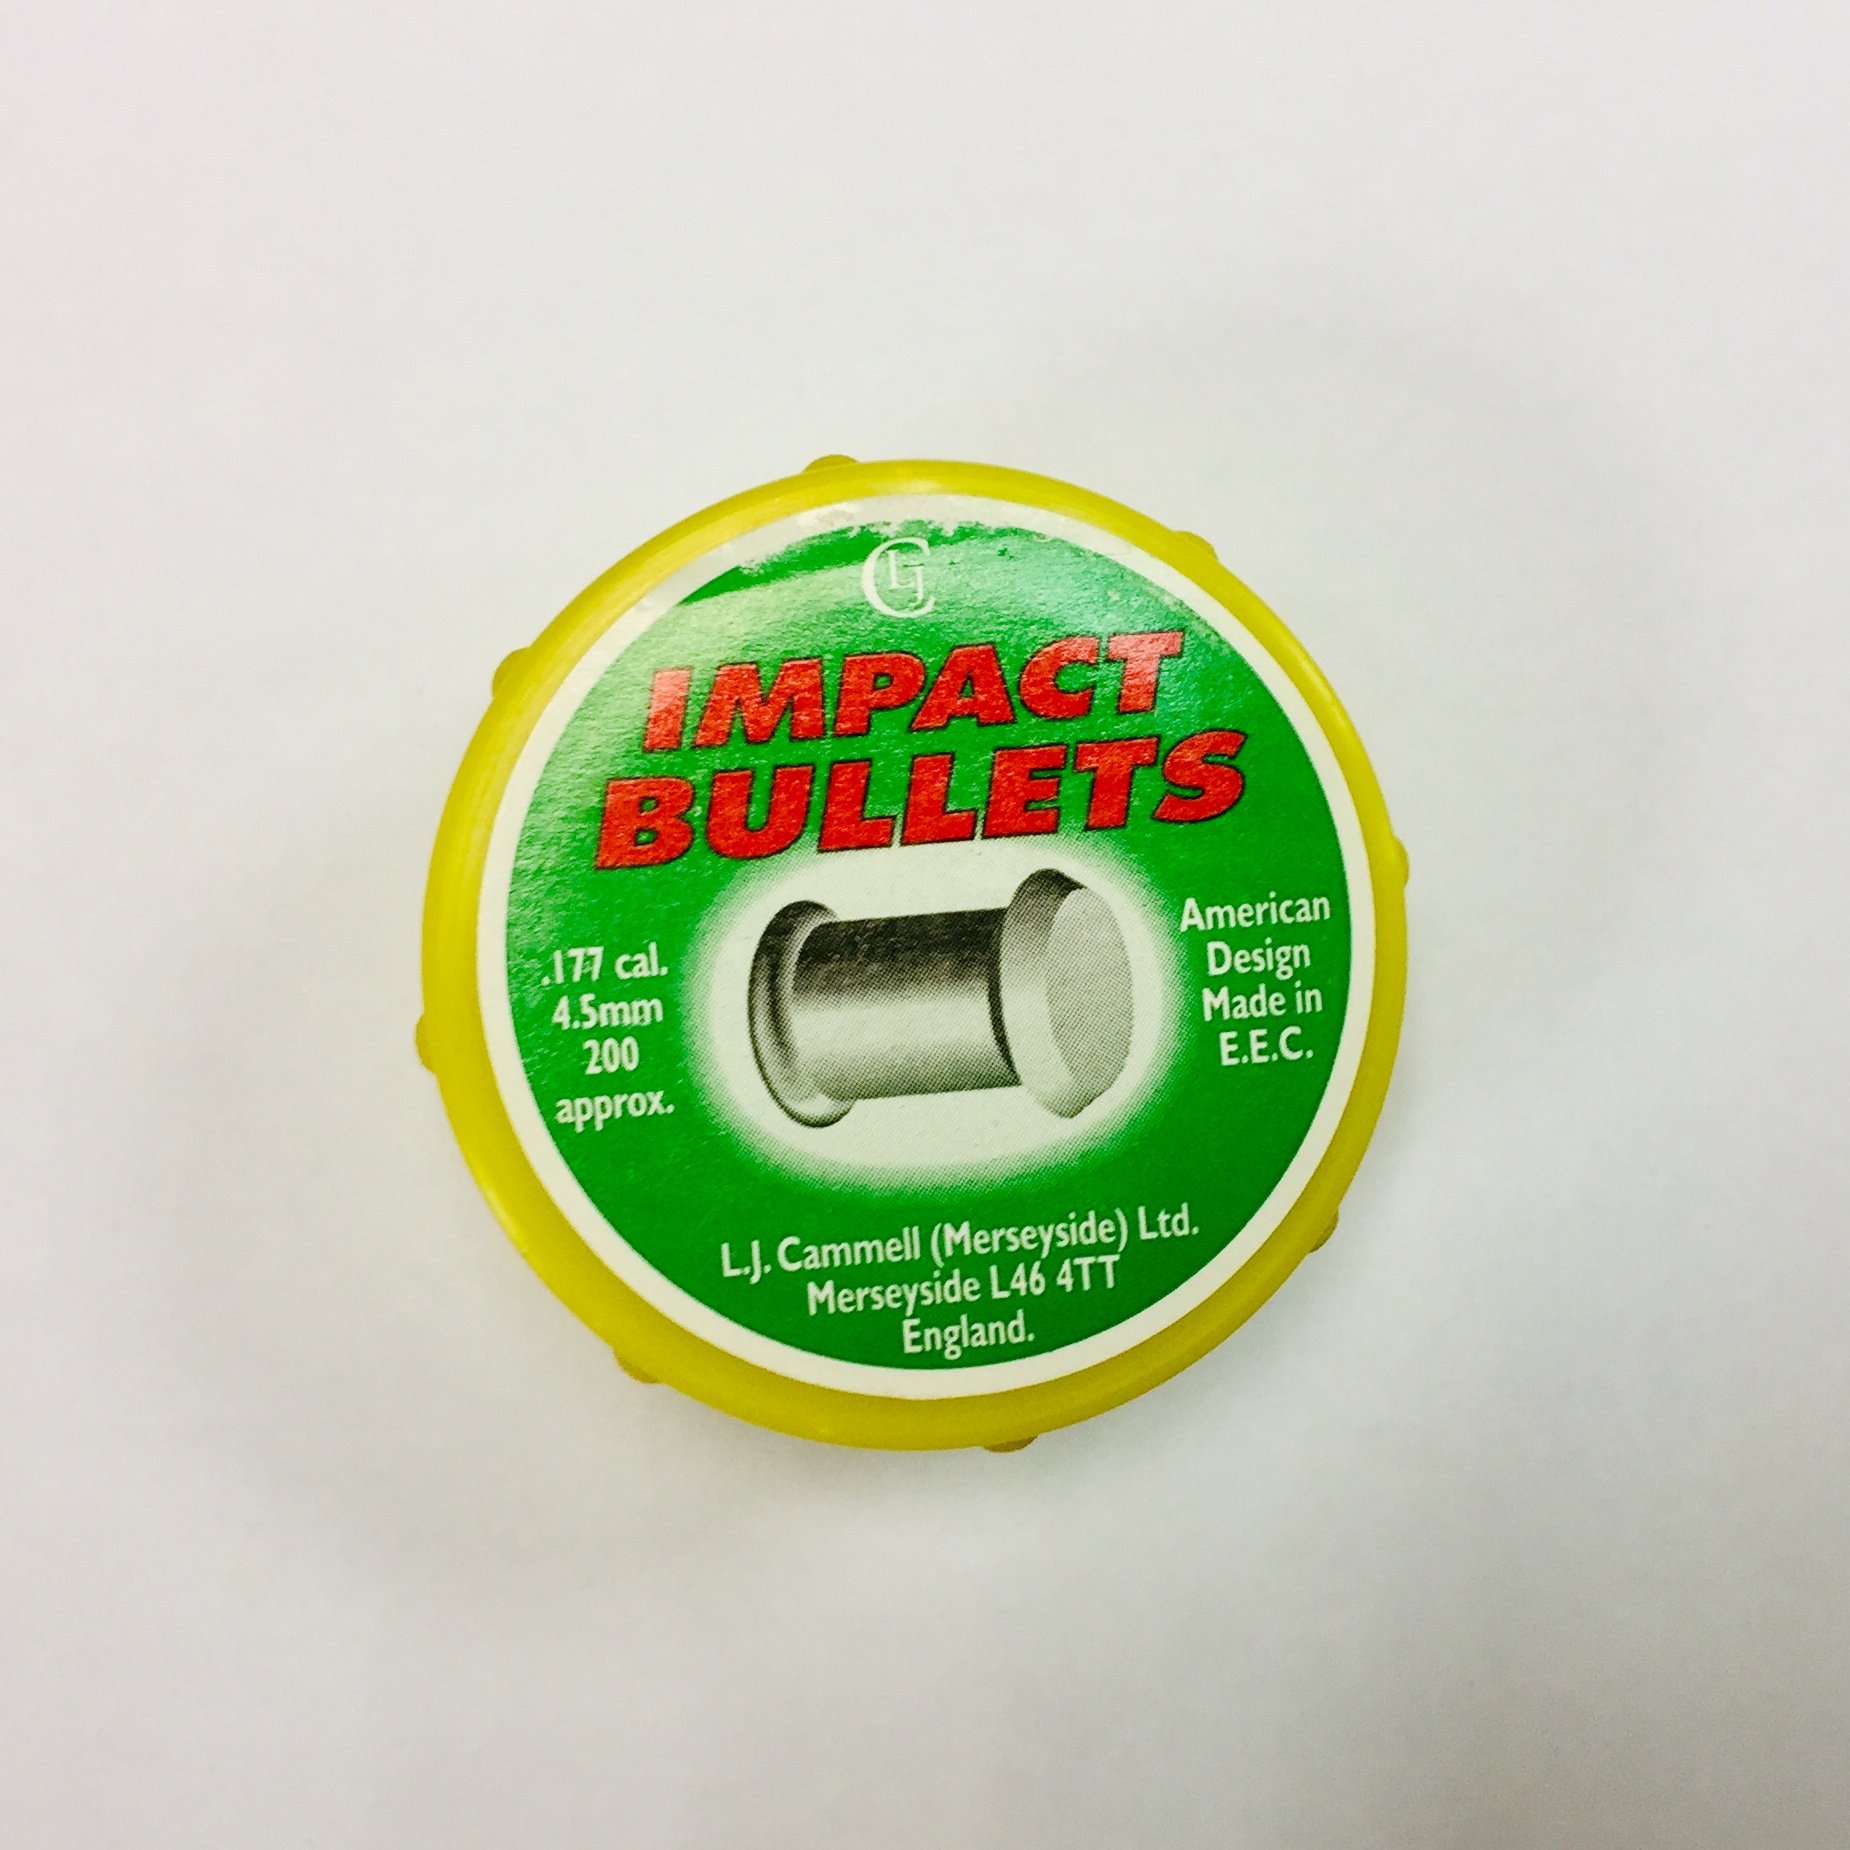 CLJ
IMPACT
BULLETS
.177 cal.
4.5mm
200
approx.
American
Design
Made in
E.E.C.
L.J. Cammell (Merseyside) Ltd.
Merseyside L46 4TT
England.